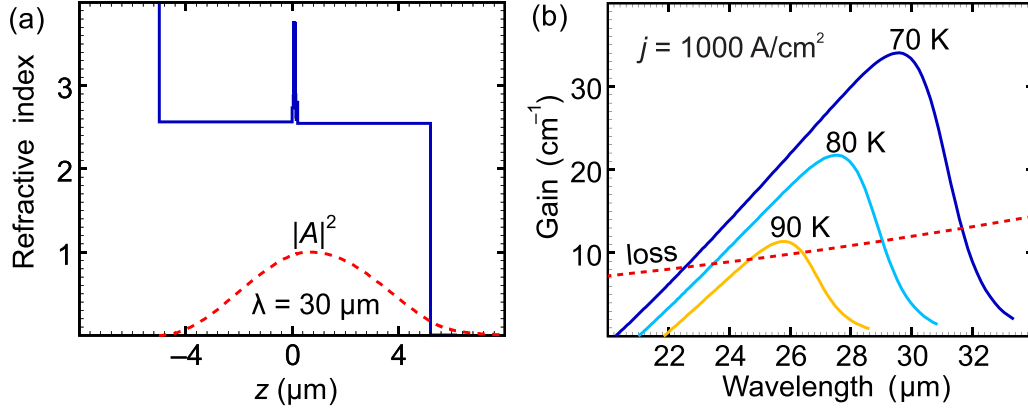 (a)
Refractive index
3
2
1
|A|²
λ = 30 µm
−4
0
4
z (µm)
(b)
Gain (cm⁻¹)
40
30
20
10
j = 1000 A/cm²
70 K
80 K
90 K
loss
22
24
26
28
30
32
Wavelength (µm)